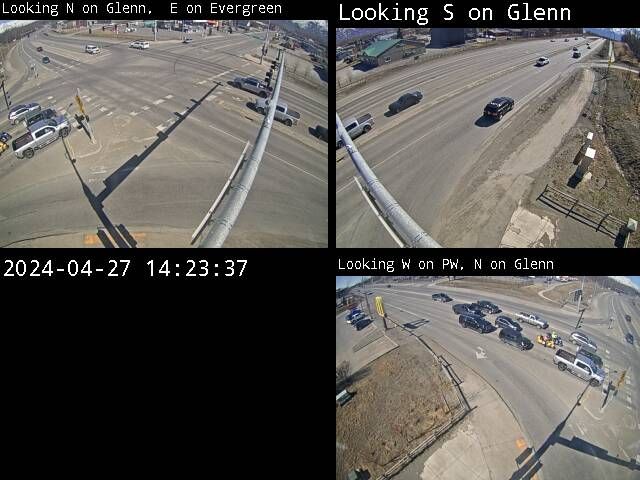 Looking N on Glenn,  E on Evergreen
Looking S on Glenn
2024-04-27 14:23:37
Looking W on PW, N on Glenn